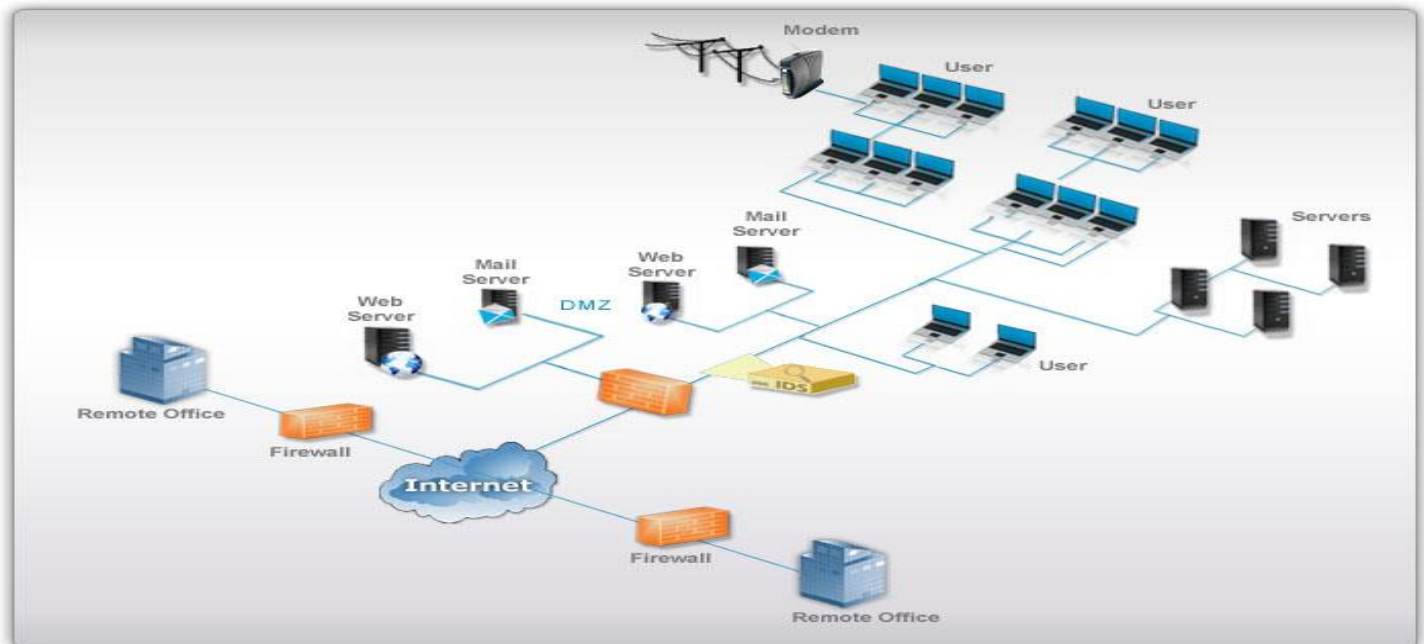 Modem
User
User
Mail
Server
Servers
Web
Server
Mail
Server
DMZ
Web
Server
User
IDS
Remote Office
Firewall
Internet
Firewall
Remote Office